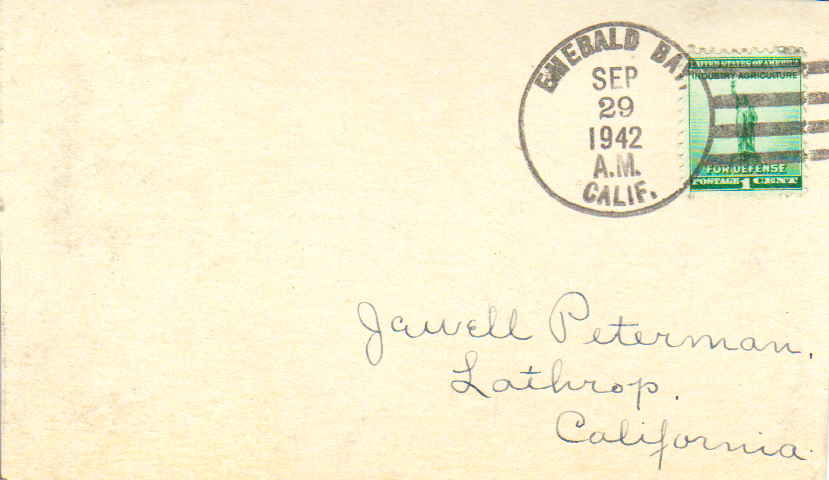 EMERALD BAY
SEP
29
1942
A.M.
CALIF.
UNITED STATES OF AMERICA
INDUSTRY AGRICULTURE
FOR DEFENSE
POSTAGE 1 CENT
Jawell Peterman,
Lathrop,
California.